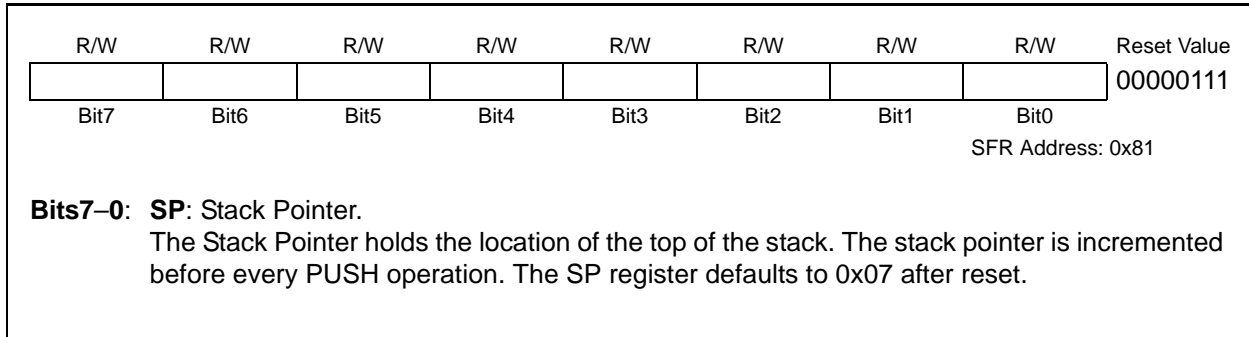 R/W R/W R/W R/W R/W R/W R/W R/W Reset Value
00000111
Bit7 Bit6 Bit5 Bit4 Bit3 Bit2 Bit1 Bit0
SFR Address: 0x81
Bits7–0: SP: Stack Pointer.
The Stack Pointer holds the location of the top of the stack. The stack pointer is incremented
before every PUSH operation. The SP register defaults to 0x07 after reset.